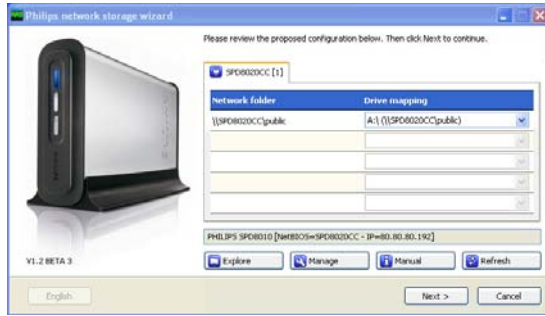 Philips network storage wizard
Please review the proposed configuration below. Then click Next to continue.
SPD8020CC [1]
Network folder Drive mapping
\\SPD8020CC\public A:\ (\\SPD8020CC\public)
PHILIPS SPD8010 [NetBIOS=SPD8020CC - IP=80.80.80.192]
V1.2 BETA 3 Explore Manage Manual Refresh
English Next > Cancel